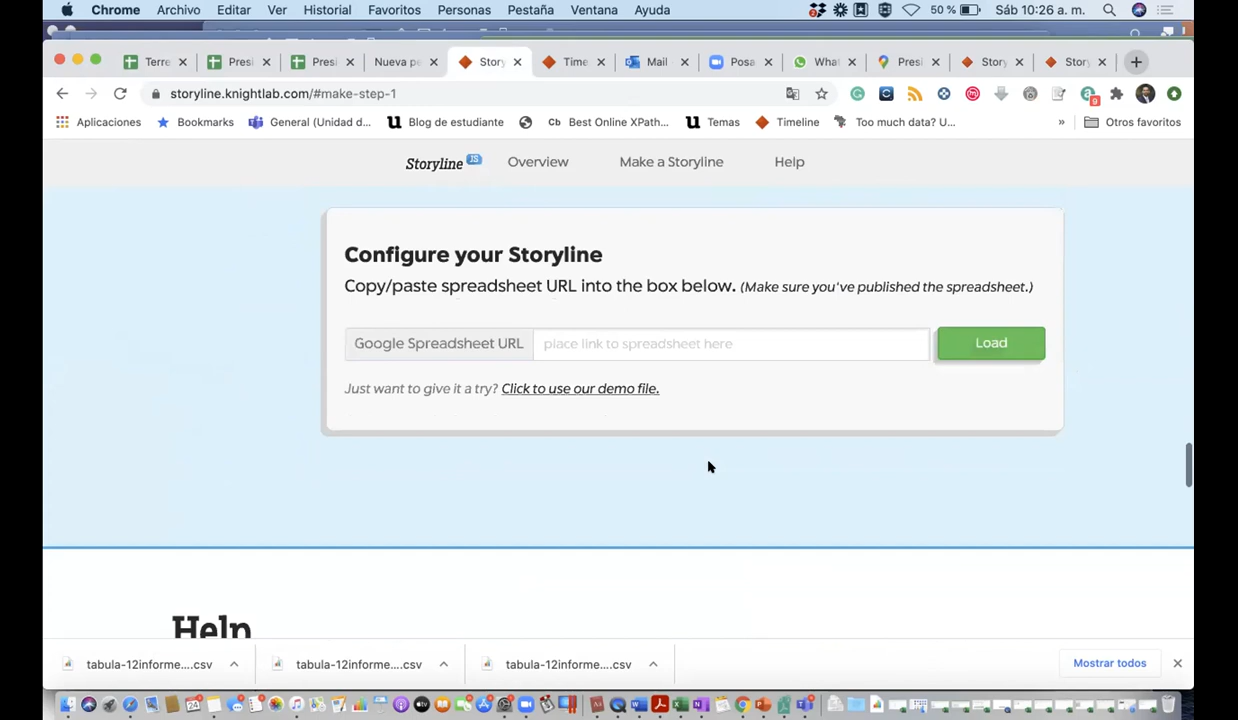 Chrome Archivo Editar Ver Historial Favoritos Personas Pestaña Ventana Ayuda 50 % Sáb 10:26 a. m.
Terre Presi Presi Nueva pe Story Time Mail Posa What Presi Story Story
storyline.knightlab.com/#make-step-1
Aplicaciones Bookmarks General (Unidad d... Blog de estudiante Cb Best Online XPath... Temas Timeline Too much data? U... » Otros favoritos
Storyline JS Overview Make a Storyline Help
Configure your Storyline
Copy/paste spreadsheet URL into the box below. (Make sure you've published the spreadsheet.)
Google Spreadsheet URL place link to spreadsheet here Load
Just want to give it a try? Click to use our demo file.
Help
tabula-12informe....csv tabula-12informe....csv tabula-12informe....csv Mostrar todos